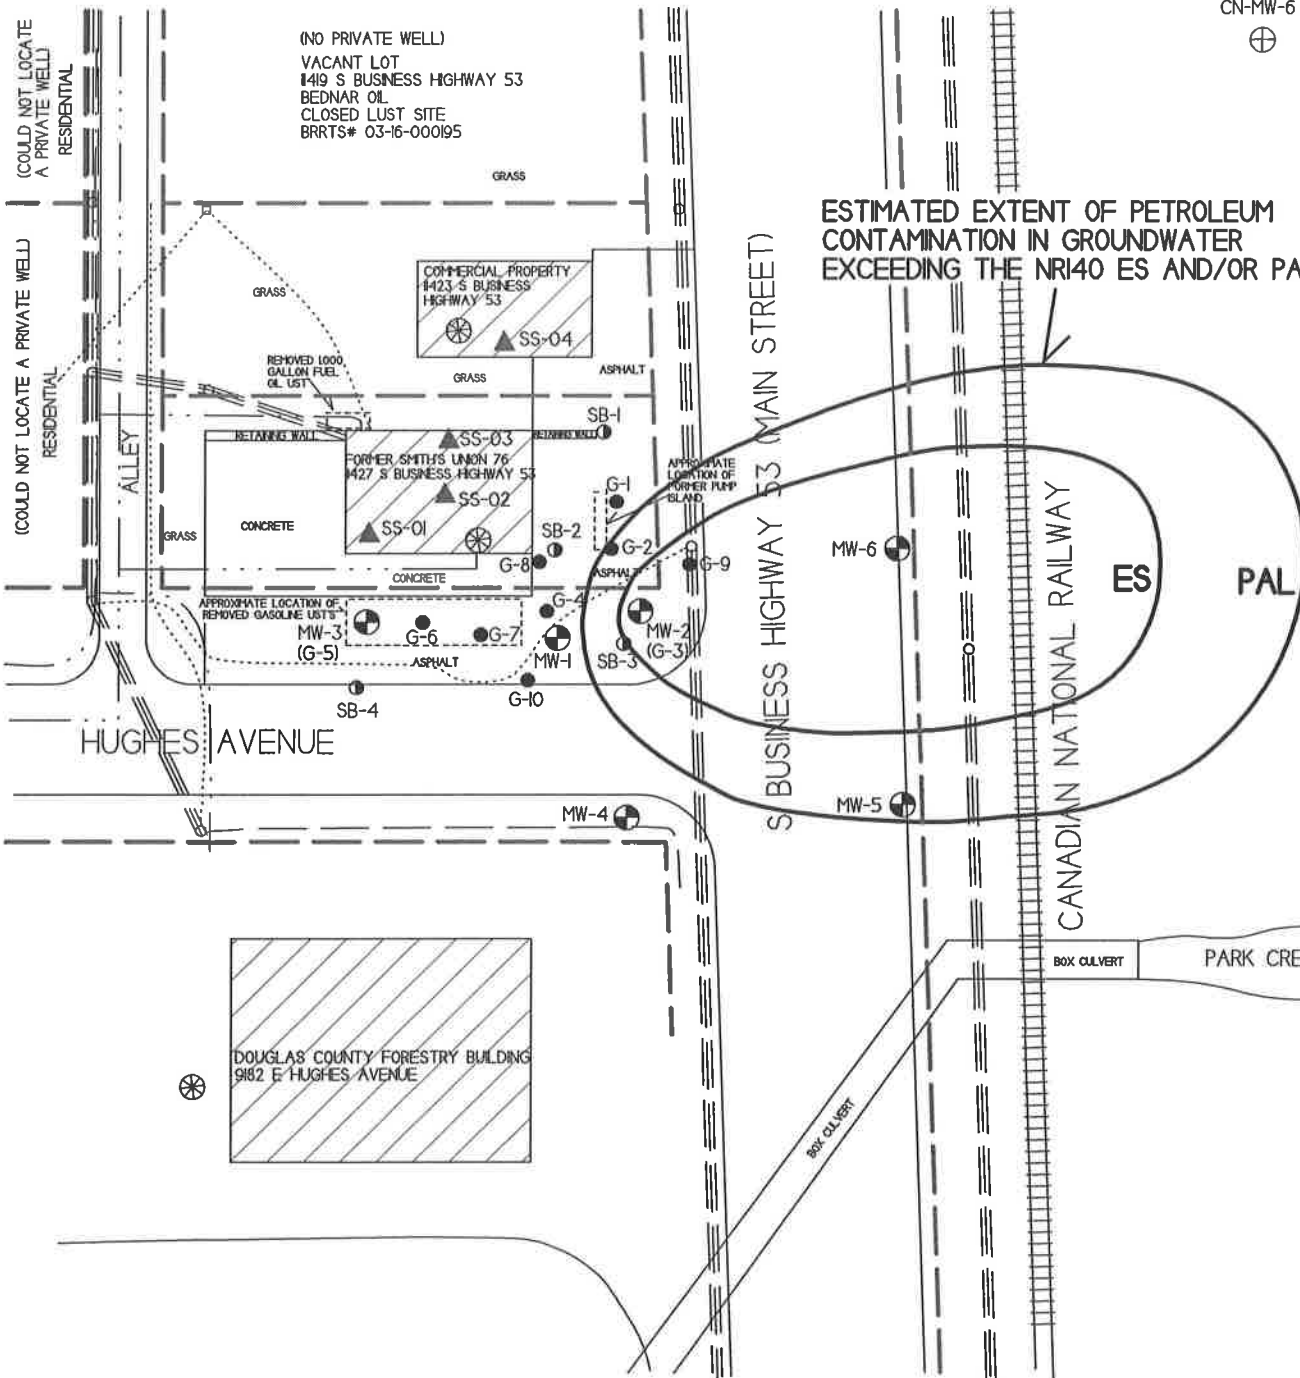 CN-MW-6
(COULD NOT LOCATE
A PRIVATE WELL)
RESIDENTIAL
(NO PRIVATE WELL)
VACANT LOT
11419 S BUSINESS HIGHWAY 53
BEDNAR OIL
CLOSED LUST SITE
BRRTS# 03-16-000195
GRASS
ESTIMATED EXTENT OF PETROLEUM
CONTAMINATION IN GROUNDWATER
EXCEEDING THE NR140 ES AND/OR PA
(COULD NOT LOCATE A PRIVATE WELL)
RESIDENTIAL
ALLEY
GRASS
COMMERCIAL PROPERTY
11423 S BUSINESS
HIGHWAY 53
SS-04
REMOVED 1,000
GALLON FUEL
OIL UST
GRASS
ASPHALT
SB-1
RETAINING WALL
SS-03
RETAINING WALL
FORMER SMITH'S UNION 76
11427 S BUSINESS HIGHWAY 53
SS-02
SS-01
APPROXIMATE
LOCATION OF
FORMER PUMP
ISLAND
G-1
CONCRETE
GRASS
SB-2
G-2
G-8
G-9
ASPHALT
CONCRETE
S BUSINESS HIGHWAY 53 (MAIN STREET)
MW-6
ES
PAL
CANADIAN NATIONAL RAILWAY
APPROXIMATE LOCATION OF
REMOVED GASOLINE UST'S
MW-3
(G-5)
G-6
G-7
G-4
MW-1
MW-2
(G-3)
SB-3
ASPHALT
G-10
SB-4
HUGHES AVENUE
MW-4
MW-5
BOX CULVERT
PARK CRE
DOUGLAS COUNTY FORESTRY BUILDING
9182 E HUGHES AVENUE
BOX CULVERT